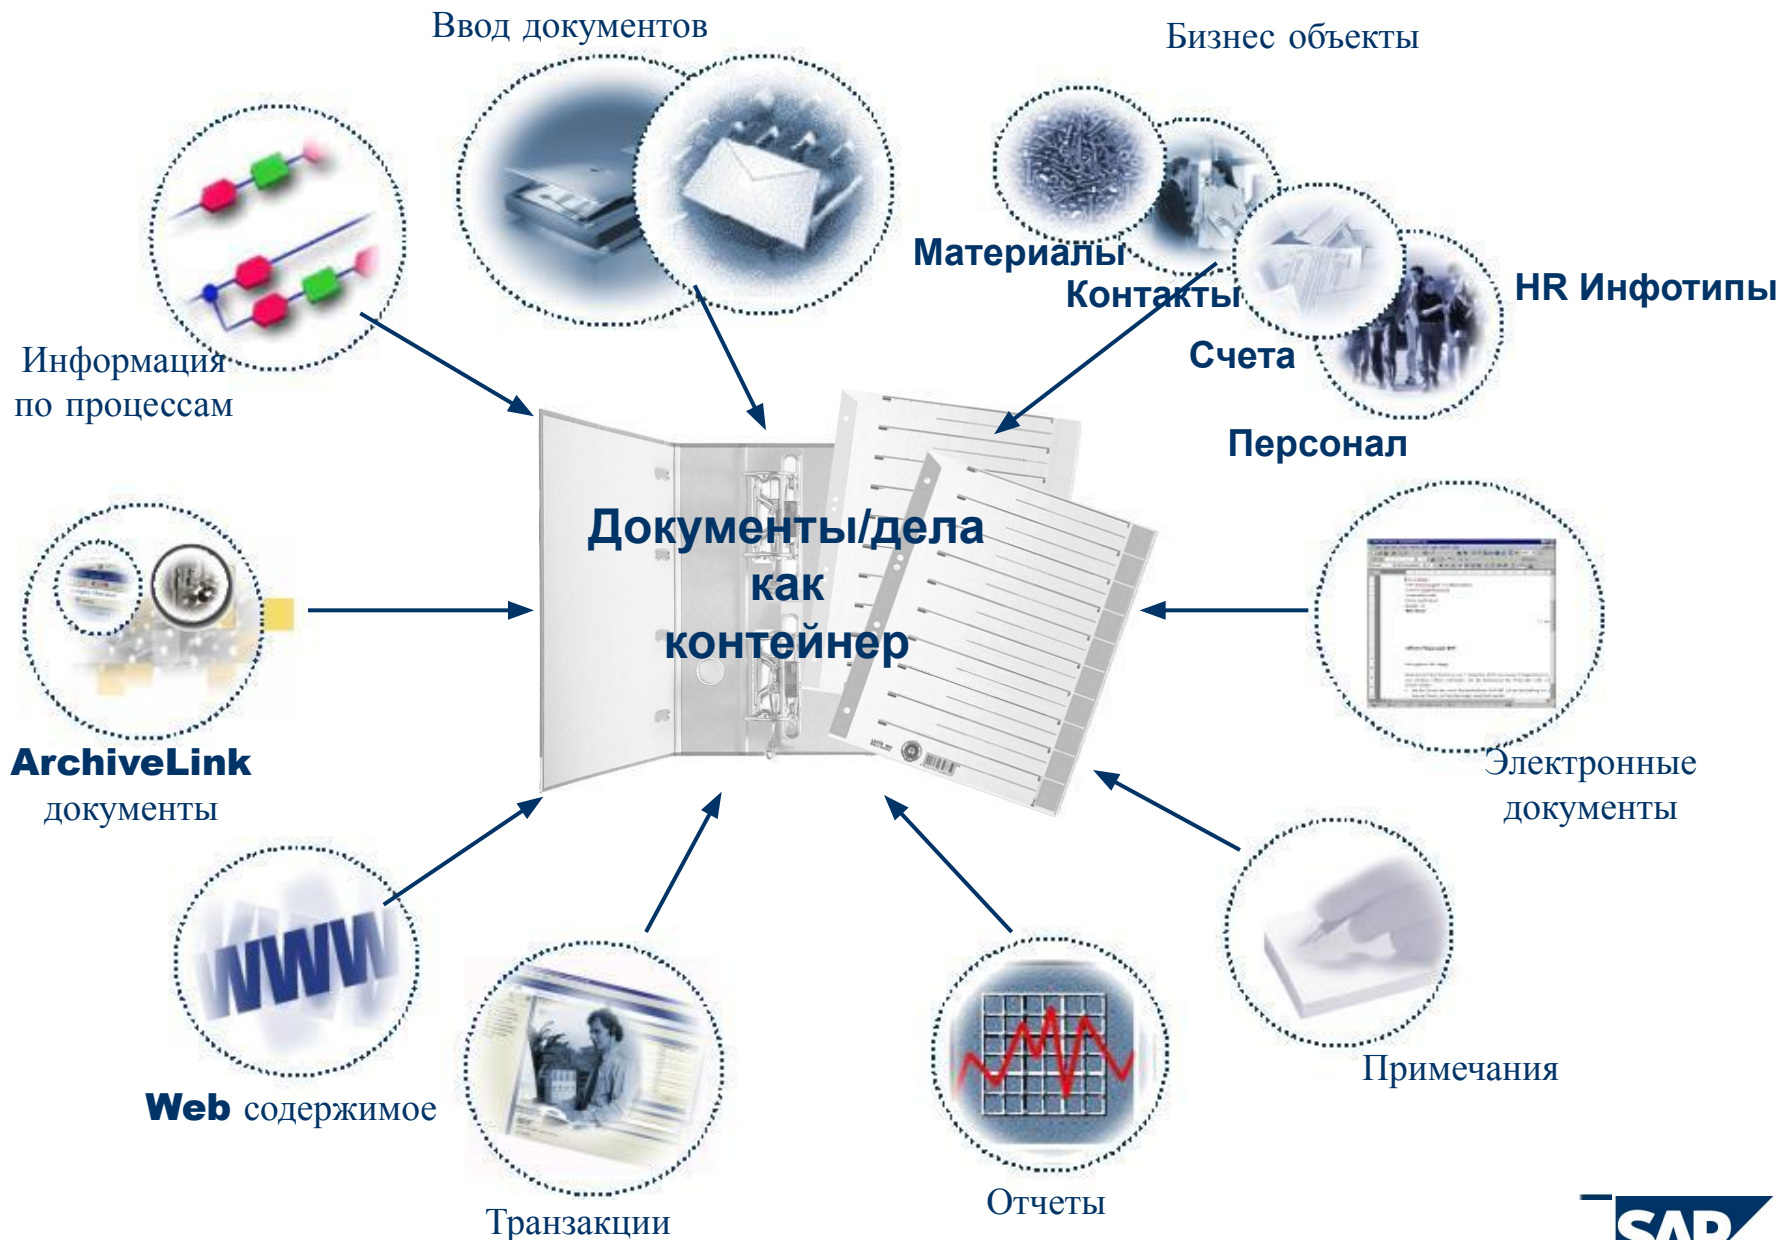 Ввод документов
Бизнес объекты
Материалы
Контакты
HR Инфотипы
Счета
Персонал
Информация
по процессам
Документы/дела
как
контейнер
ArchiveLink
документы
Электронные
документы
WWW
Web содержимое
Примечания
Транзакции
Отчеты
SAP